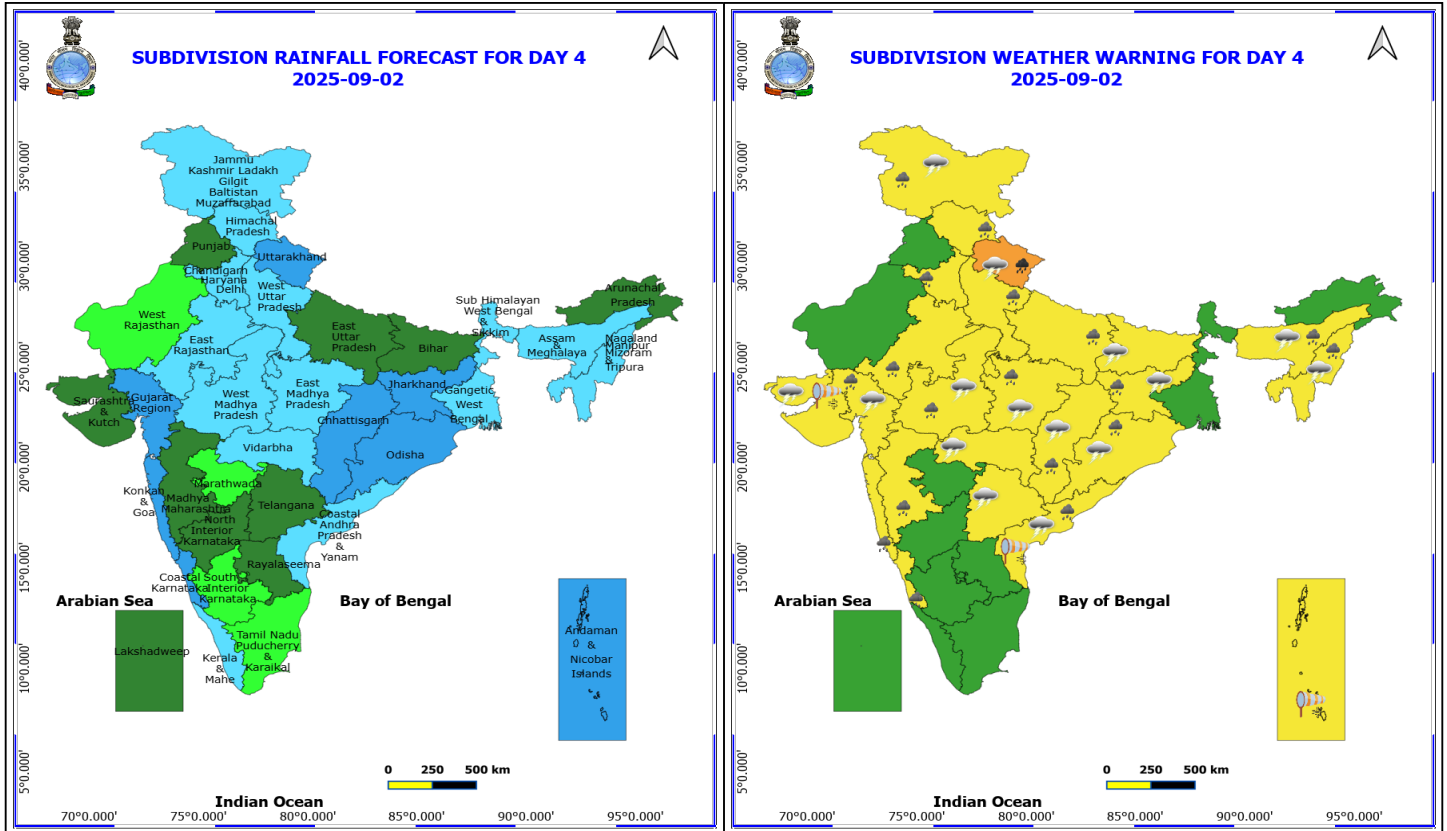 SUBDIVISION RAINFALL FORECAST FOR DAY 4
2025-09-02
40°0.000'
35°0.000'
30°0.000'
25°0.000'
20°0.000'
15°0.000'
10°0.000'
5°0.000'
Jammu
Kashmir Ladakh
Gilgit
Baltistan
Muzaffarabad
Himachal
Pradesh
Punjab
Uttarakhand
Chandigarh
Haryana
Delhi
West
Uttar
Pradesh
West
Rajasthan
East
Rajasthan
East
Uttar
Pradesh
Bihar
Sub Himalayan
West Bengal
&
Sikkim
Arunachal
Pradesh
Assam
&
Meghalaya
Nagaland
Manipur
Mizoram
&
Tripura
Saurashtra
&
Kutch
Gujarat
Region
West
Madhya
Pradesh
East
Madhya
Pradesh
Jharkhand
Gangetic
West
Bengal
Chhattisgarh
Odisha
Vidarbha
Konkan
&
Goa
Madhya
Maharashtra
Marathwada
North
Interior
Karnataka
Telangana
Coastal
Andhra
Pradesh
&
Yanam
Rayalaseema
Coastal
Karnataka
South
Interior
Karnataka
Arabian Sea
Bay of Bengal
Lakshadweep
Kerala
&
Mahe
Tamil Nadu
Puducherry
&
Karaikal
Andaman
&
Nicobar
Islands
0 250 500 km
Indian Ocean
70°0.000' 75°0.000' 80°0.000' 85°0.000' 90°0.000' 95°0.000'
SUBDIVISION WEATHER WARNING FOR DAY 4
2025-09-02
40°0.000'
35°0.000'
30°0.000'
25°0.000'
20°0.000'
15°0.000'
10°0.000'
5°0.000'
Arabian Sea
Bay of Bengal
0 250 500 km
Indian Ocean
70°0.000' 75°0.000' 80°0.000' 85°0.000' 90°0.000' 95°0.000'